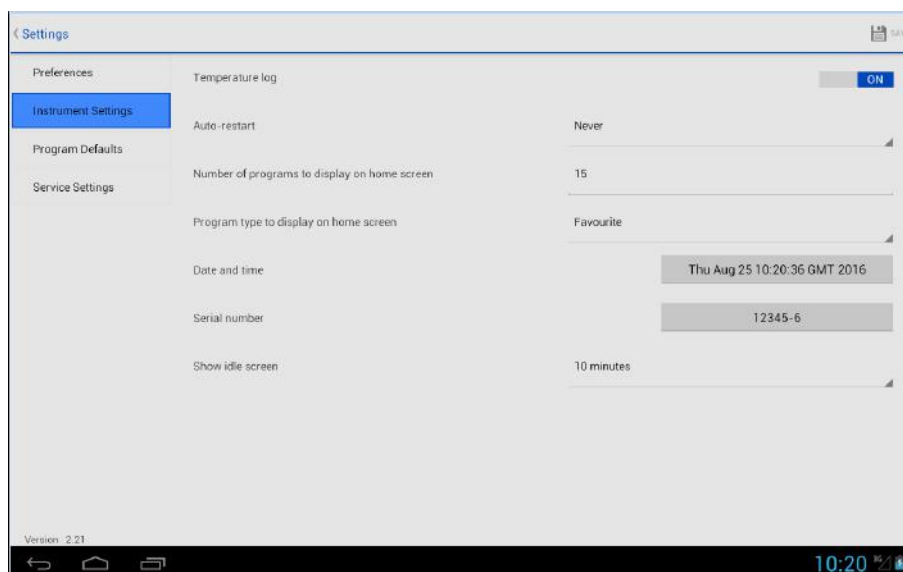 Settings
Preferences
Instrument Settings
Program Defaults
Service Settings
Temperature log ON
Auto-restart Never
Number of programs to display on home screen 15
Program type to display on home screen Favourite
Date and time Thu Aug 25 10:20:36 GMT 2016
Serial number 12345-6
Show idle screen 10 minutes
Version 2.21
10:20